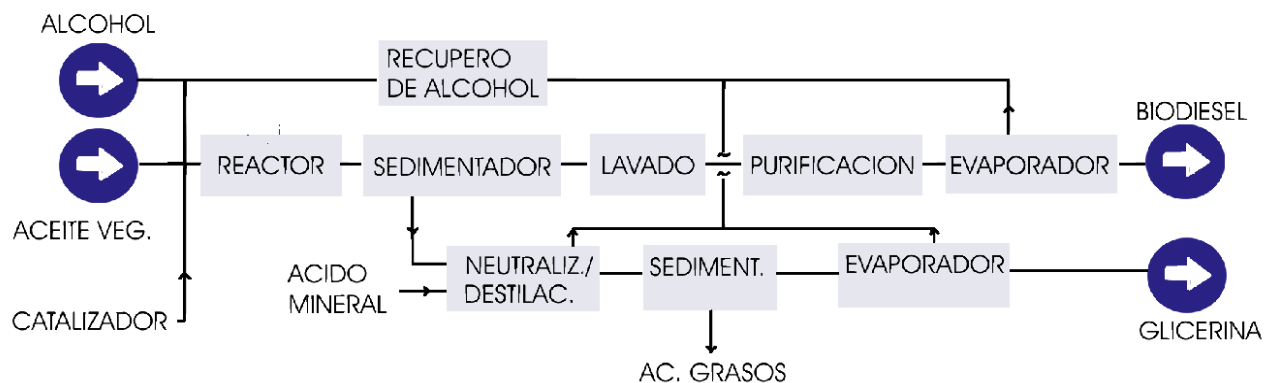 ALCOHOL
RECUPERO
DE ALCOHOL
BIODIESEL
REACTOR
SEDIMENTADOR
LAVADO
PURIFICACION
EVAPORADOR
ACEITE VEG.
ACIDO
MINERAL
NEUTRALIZ./
DESTILAC.
SEDIMENT.
EVAPORADOR
CATALIZADOR
GLICERINA
AC. GRASOS